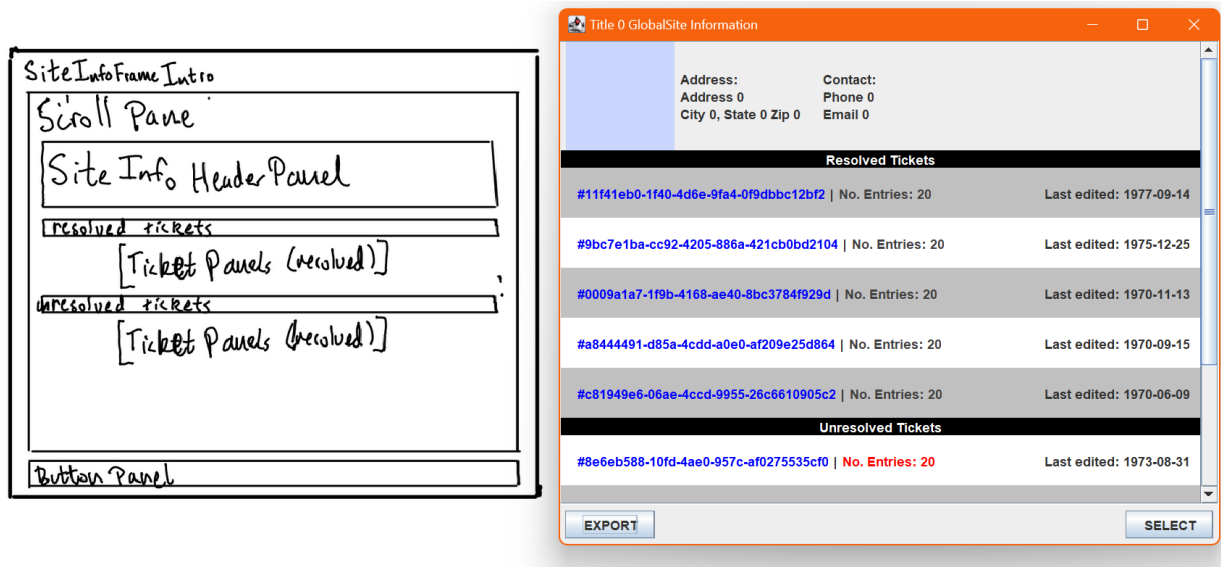 SiteInfoFrameIntro
Scroll Pane
Site Info HeaderPanel
resolved tickets
[Ticket Panels (resolved)]
unresolved tickets
[Ticket Panels (resolved)]
Button Panel
Title 0 GlobalSite Information
Address: Contact:
Address 0 Phone 0
City 0, State 0 Zip 0 Email 0
Resolved Tickets
#11f41eb0-1f40-4d6e-9fa4-0f9dbbc12bf2 | No. Entries: 20 Last edited: 1977-09-14
#9bc7e1ba-cc92-4205-886a-421cb0bd2104 | No. Entries: 20 Last edited: 1975-12-25
#0009a1a7-1f9b-4168-ae40-8bc3784f929d | No. Entries: 20 Last edited: 1970-11-13
#a8444491-d85a-4cdd-a0e0-af209e25d864 | No. Entries: 20 Last edited: 1970-09-15
#c81949e6-06ae-4ccd-9955-26c6610905c2 | No. Entries: 20 Last edited: 1970-06-09
Unresolved Tickets
#8e6eb588-10fd-4ae0-957c-af0275535cf0 | No. Entries: 20 Last edited: 1973-08-31
EXPORT SELECT